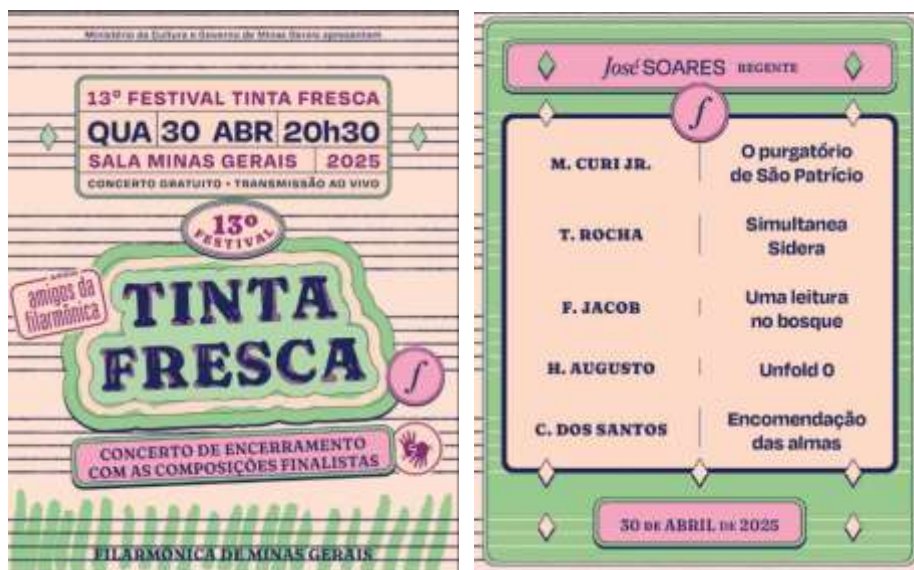 Ministério da Cultura e Governo de Minas Gerais apresentam
13º FESTIVAL TINTA FRESCA
QUA 30 ABR 20h30
SALA MINAS GERAIS 2025
CONCERTO GRATUITO • TRANSMISSÃO AO VIVO
13º
FESTIVAL
amigos da
filarmônica
TINTA
FRESCA
f
CONCERTO DE ENCERRAMENTO
COM AS COMPOSIÇÕES FINALISTAS
FILARMÔNICA DE MINAS GERAIS
José SOARES REGENTE
f
M. CURI JR. O purgatório
de São Patrício
T. ROCHA Simultanea
Sidera
F. JACOB Uma leitura
no bosque
H. AUGUSTO Unfold 0
C. DOS SANTOS Encomendação
das almas
30 DE ABRIL DE 2025